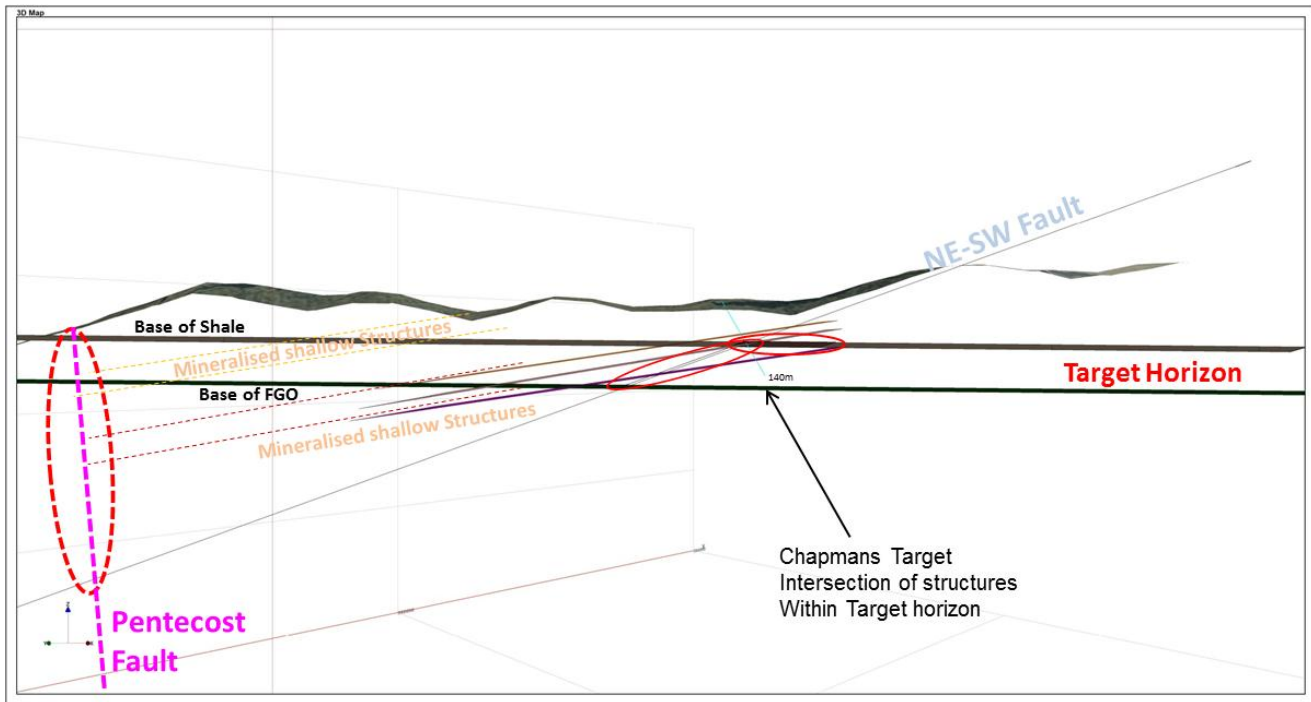 3D Map
NE-SW Fault
Base of Shale
Mineralised shallow Structures
Target Horizon
140m
Base of FGO
Mineralised shallow Structures
Chapmans Target
Intersection of structures
Within Target horizon
Pentecost
Fault